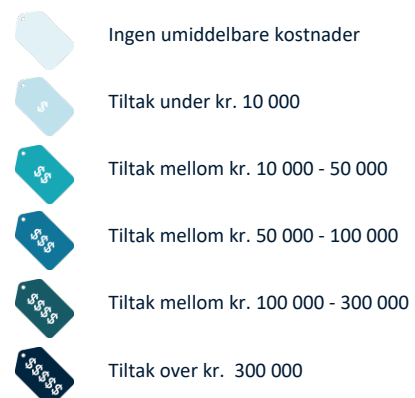 Ingen umiddelbare kostnader
$ Tiltak under kr. 10 000
$$ Tiltak mellom kr. 10 000 - 50 000
$$$ Tiltak mellom kr. 50 000 - 100 000
$$$$ Tiltak mellom kr. 100 000 - 300 000
$$$$$ Tiltak over kr.  300 000